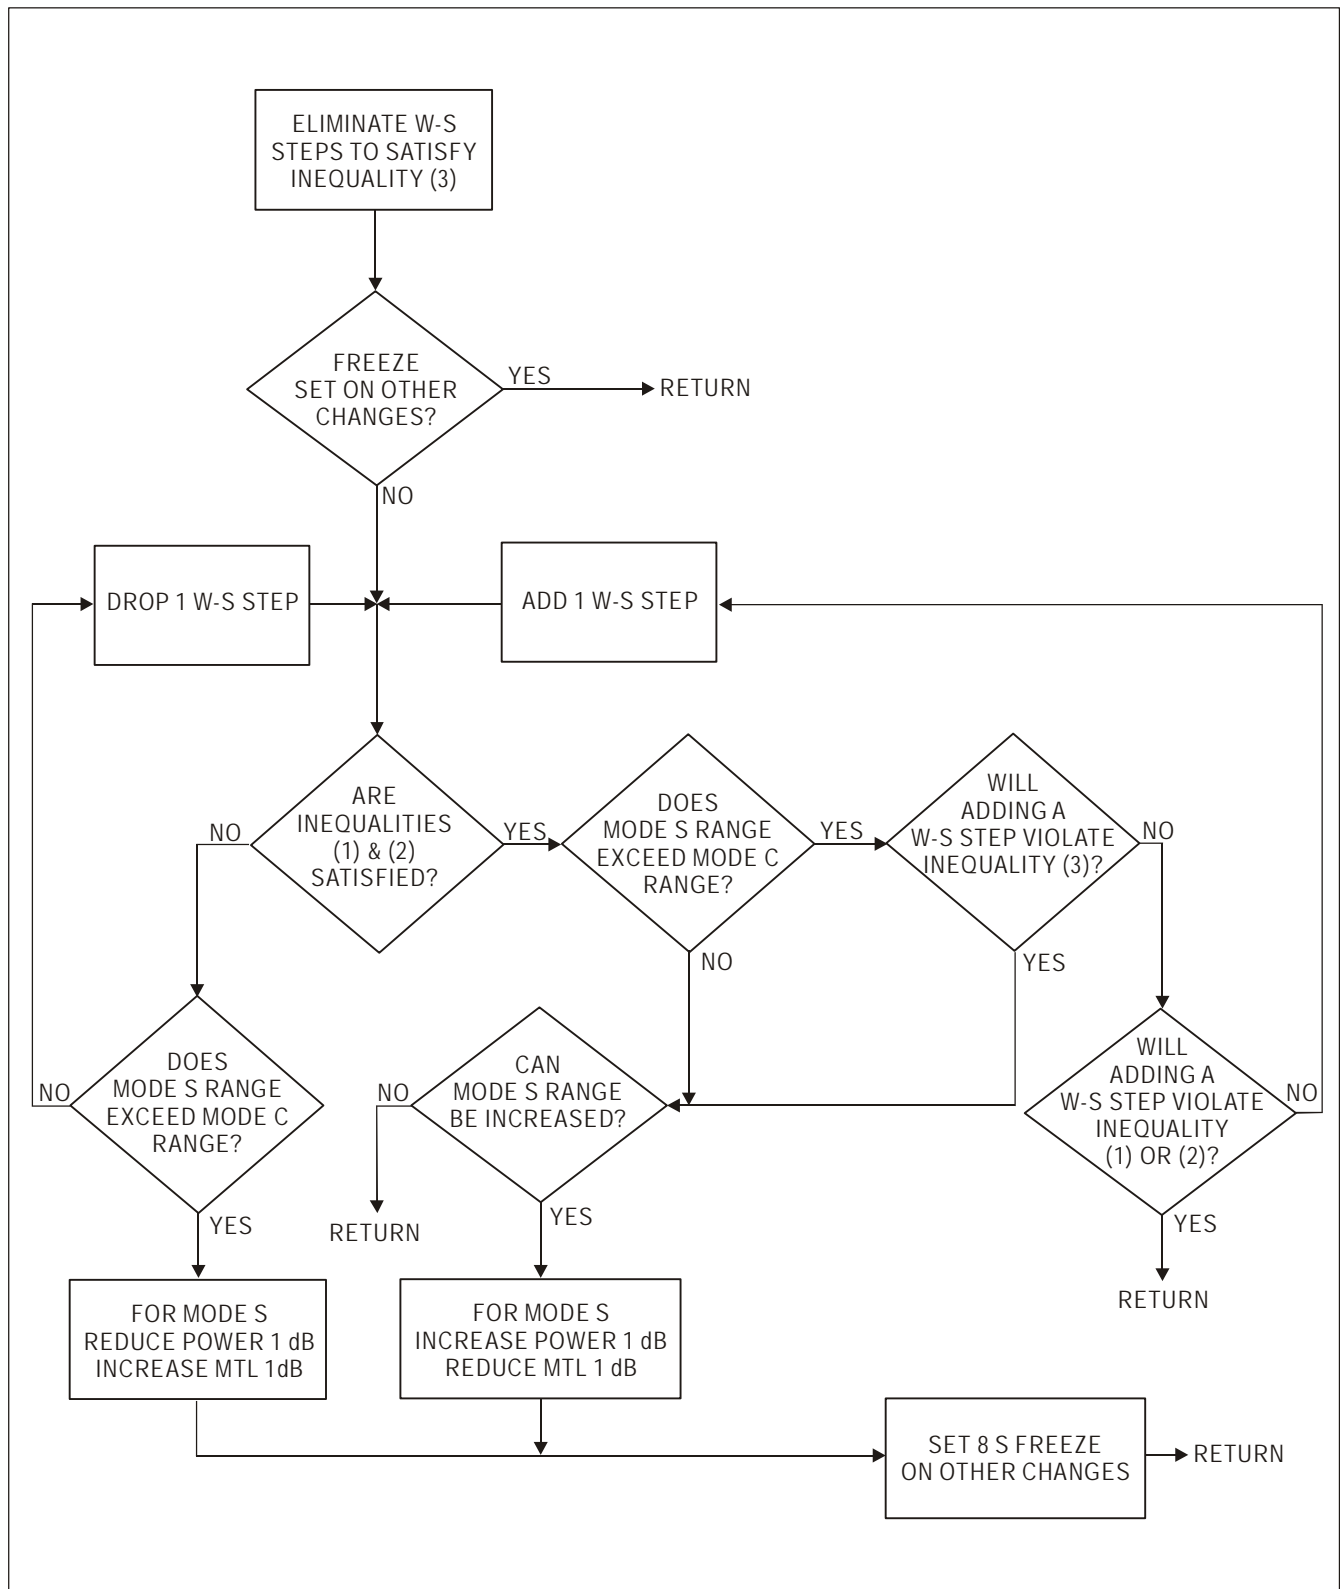 ELIMINATE W-S
STEPS TO SATISFY
INEQUALITY (3)
FREEZE
SET ON OTHER
CHANGES?
YES
RETURN
NO
DROP 1 W-S STEP
ADD 1 W-S STEP
ARE
INEQUALITIES
(1) & (2)
SATISFIED?
NO
YES
DOES
MODE S RANGE
EXCEED MODE C
RANGE?
YES
NO
WILL
ADDING A
W-S STEP VIOLATE
INEQUALITY (3)?
NO
YES
DOES
MODE S RANGE
EXCEED MODE C
RANGE?
NO
YES
CAN
MODE S RANGE
BE INCREASED?
NO
RETURN
YES
WILL
ADDING A
W-S STEP VIOLATE
INEQUALITY
(1) OR (2)?
NO
YES
RETURN
FOR MODE S
REDUCE POWER 1 dB
INCREASE MTL 1dB
FOR MODE S
INCREASE POWER 1 dB
REDUCE MTL 1 dB
SET 8 S FREEZE
ON OTHER CHANGES
RETURN